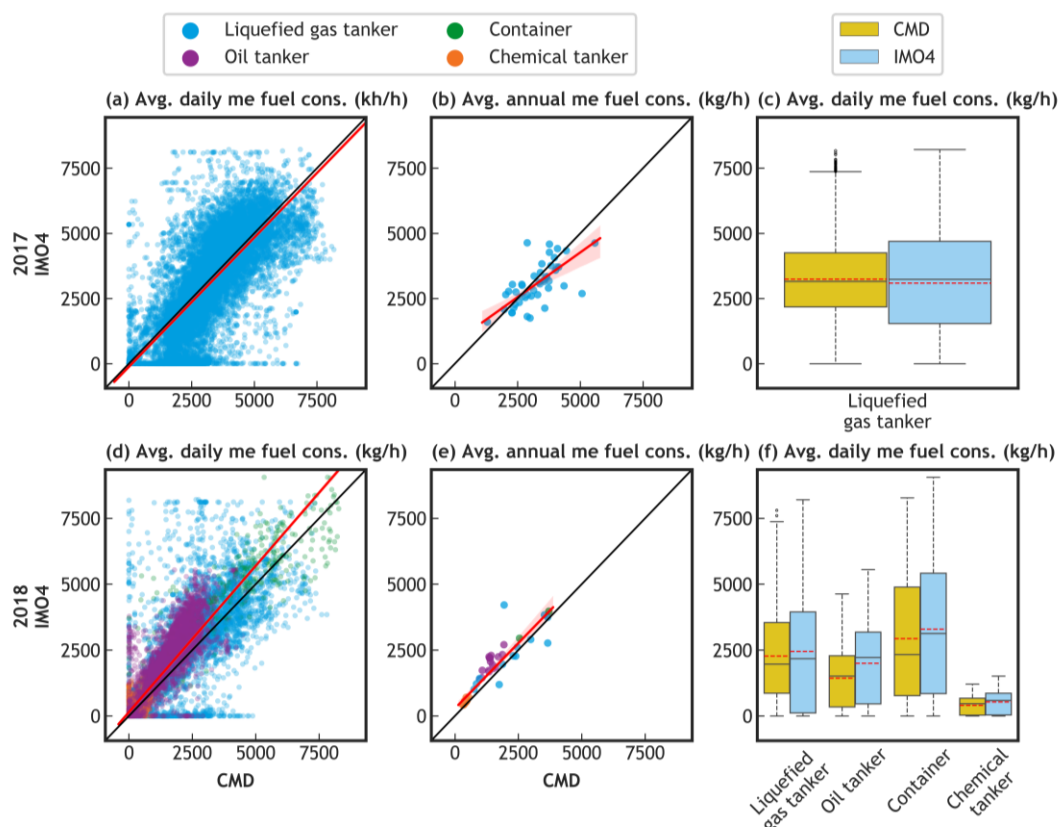 Liquefied gas tanker
Container
Oil tanker
Chemical tanker
CMD
IMO4
(a) Avg. daily me fuel cons. (kh/h)
(b) Avg. annual me fuel cons. (kg/h)
(c) Avg. daily me fuel cons. (kg/h)
2017
IMO4
7500
5000
2500
0
0
2500
5000
7500
7500
5000
2500
0
0
2500
5000
7500
7500
5000
2500
0
Liquefied
gas tanker
(d) Avg. daily me fuel cons. (kg/h)
(e) Avg. annual me fuel cons. (kg/h)
(f) Avg. daily me fuel cons. (kg/h)
2018
IMO4
7500
5000
2500
0
0
2500
5000
7500
CMD
7500
5000
2500
0
0
2500
5000
7500
CMD
7500
5000
2500
0
Liquefied
gas tanker
Oil tanker
Container
Chemical
tanker